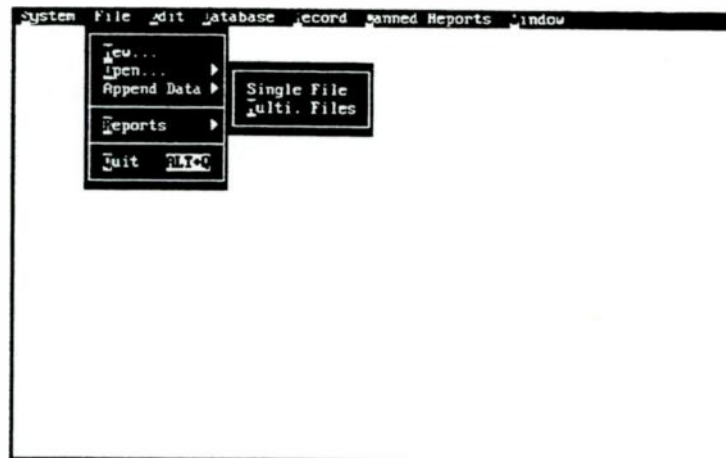 System File Edit Database Record Canned Reports Window
New...
Open...
Append Data
Single File
Multi. Files
Reports
Quit ALT+Q